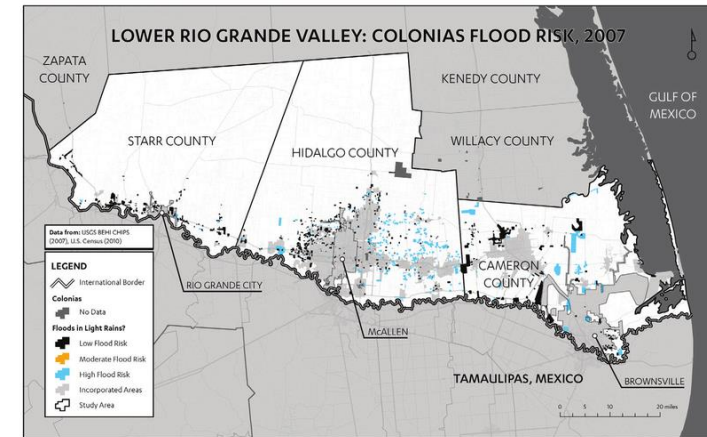 LOWER RIO GRANDE VALLEY: COLONIAS FLOOD RISK, 2007
ZAPATA
COUNTY
KENEDY COUNTY
GULF OF
MEXICO
STARR COUNTY
HIDALGO COUNTY
WILLACY COUNTY
Data from: USGS BEHI CHIPS
(2007), U.S. Census (2010)
LEGEND
International Border
Colonias
No Data
Floods in Light Rains?
Low Flood Risk
Moderate Flood Risk
High Flood Risk
Incorporated Areas
Study Area
RIO GRANDE CITY
McALLEN
CAMERON
COUNTY
TAMAULIPAS, MEXICO
BROWNSVILLE
0 5 10 20 miles